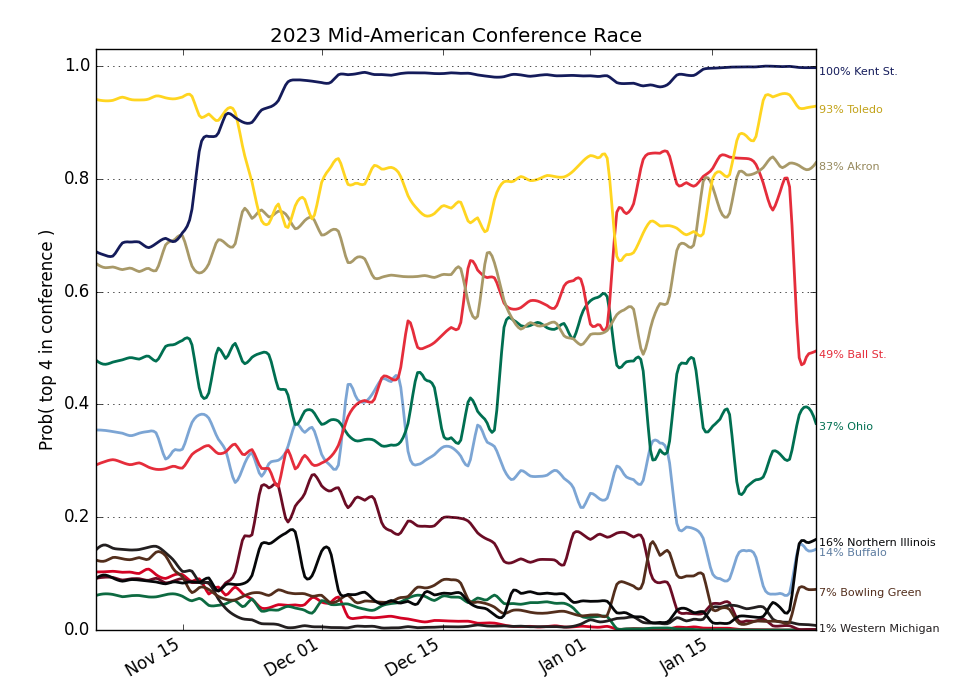 2023 Mid-American Conference Race
Prob( top 4 in conference )
1.0
0.8
0.6
0.4
0.2
0.0
Nov 15
Dec 01
Dec 15
Jan 01
Jan 15
100% Kent St.
93% Toledo
83% Akron
49% Ball St.
37% Ohio
16% Northern Illinois
14% Buffalo
7% Bowling Green
1% Western Michigan